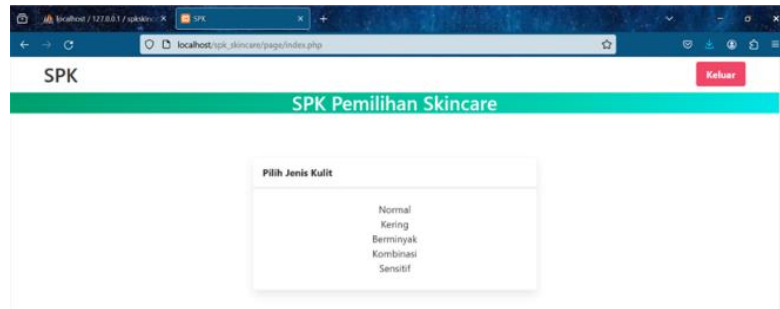 localhost / 127.0.0.1 / spkskinc
SPK
localhost/spk_skincare/page/index.php
SPK
Keluar
SPK Pemilihan Skincare
Pilih Jenis Kulit
Normal
Kering
Berminyak
Kombinasi
Sensitif